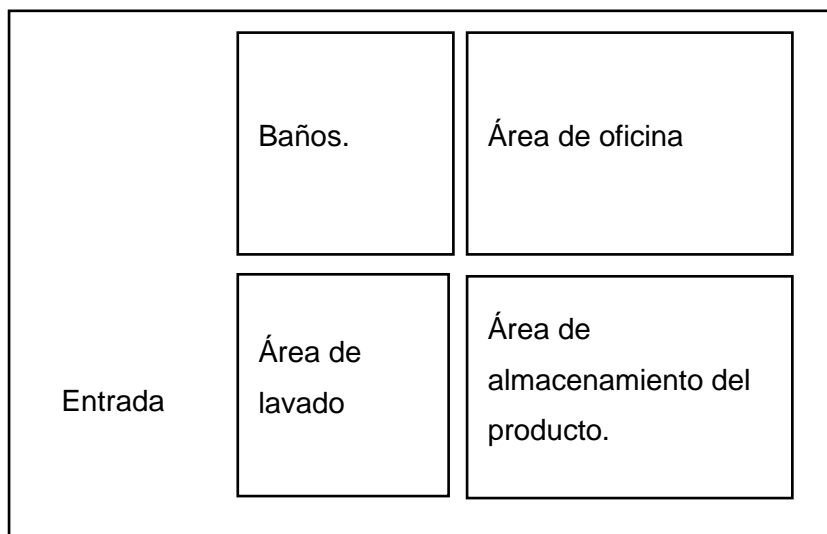 Baños.
Área de oficina
Entrada
Área de
lavado
Área de
almacenamiento del
producto.